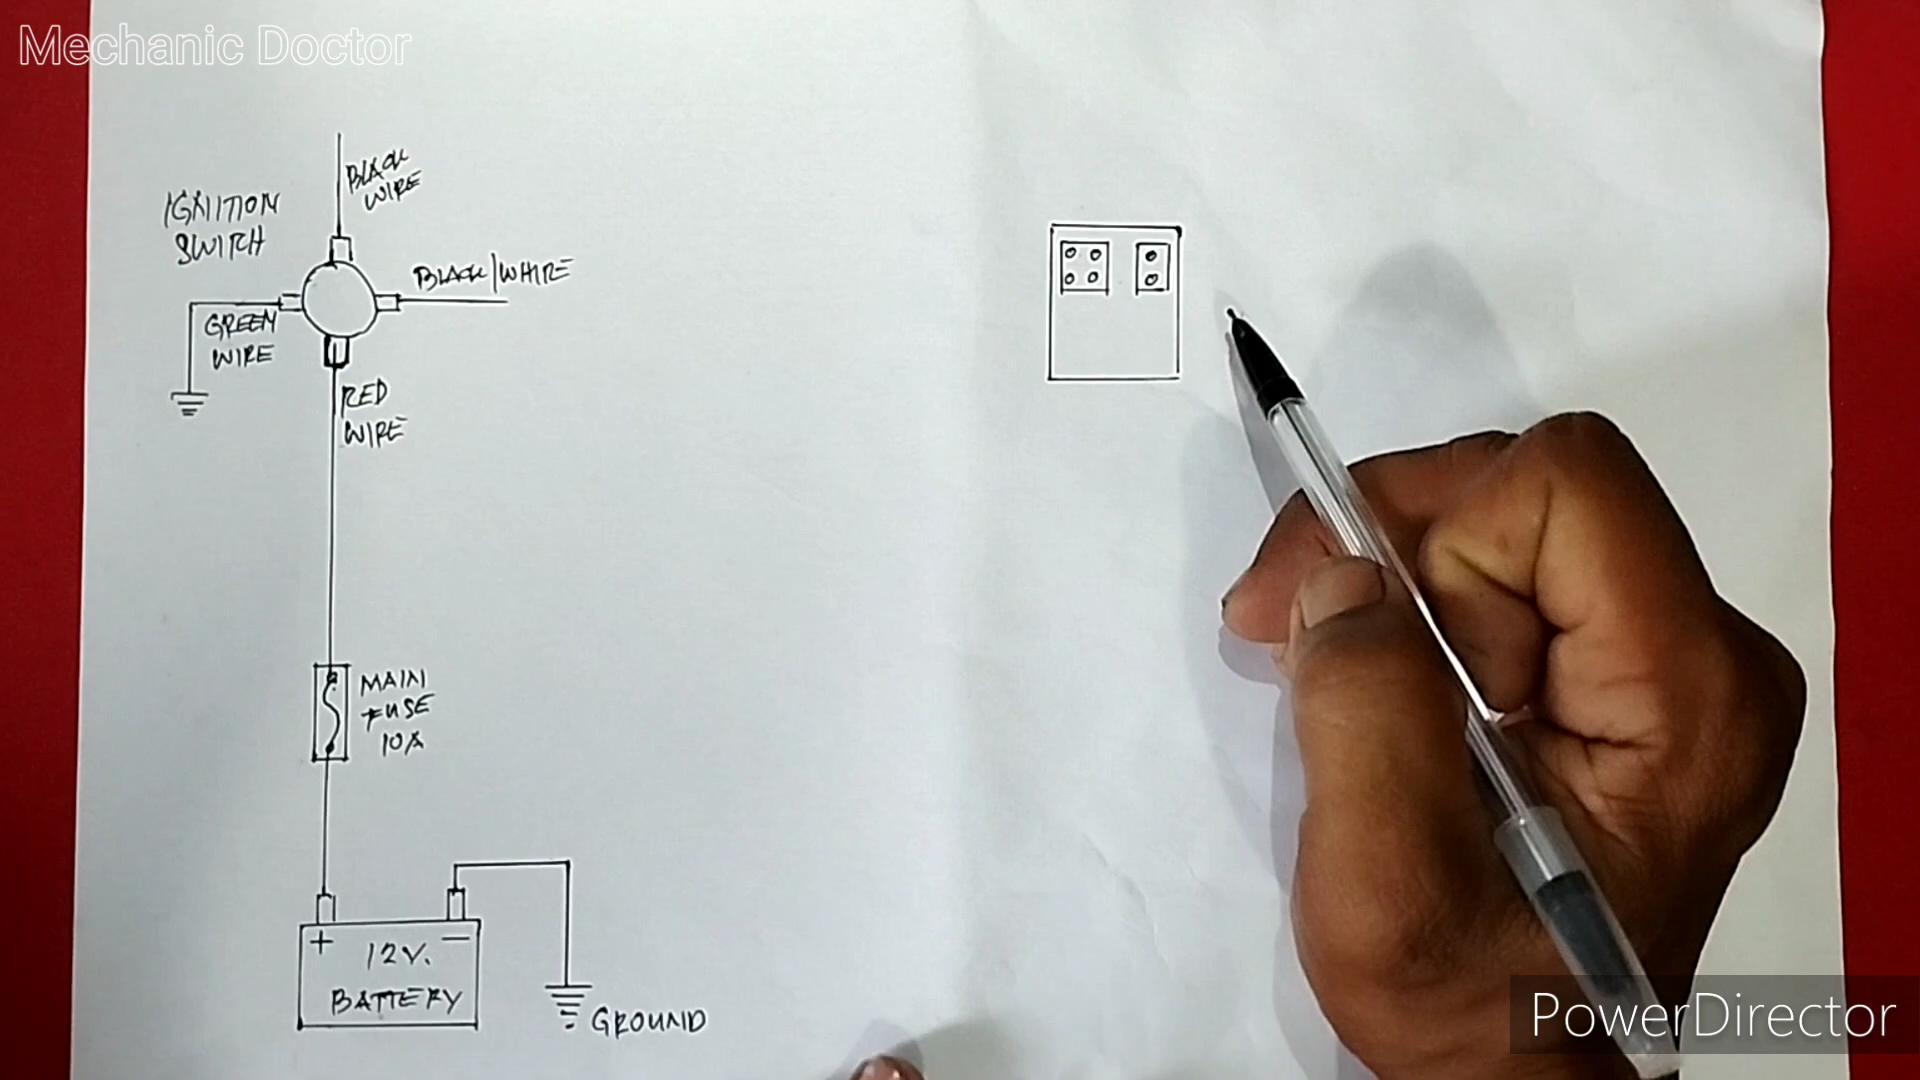 Mechanic Doctor
BLACK
WIRE
IGNITION
SWITCH
BLACK/WHITE
GREEN
WIRE
RED
WIRE
MAIN
FUSE
10A
+ 12V. −
BATTERY
GROUND
PowerDirector